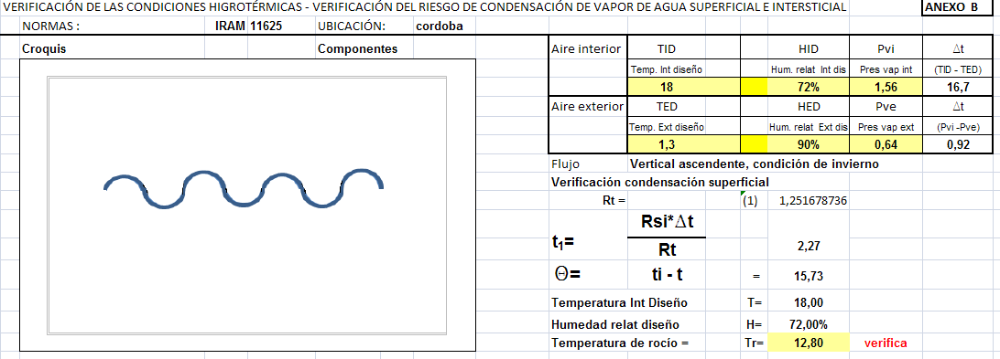 VERIFICACIÓN DE LAS CONDICIONES HIGROTÉRMICAS - VERIFICACIÓN DEL RIESGO DE CONDENSACIÓN DE VAPOR DE AGUA SUPERFICIAL E INTERSTICIAL ANEXO B
NORMAS : IRAM 11625 UBICACIÓN: cordoba
Croquis Componentes
Aire interior TID HID Pvi Δt
Temp. Int diseño Hum. relat Int dis Pres vap int (TID - TED)
18 72% 1,56 16,7
Aire exterior TED HED Pve Δt
Temp. Ext diseño Hum. relat Ext dis Pres vap ext (Pvi -Pve)
1,3 90% 0,64 0,92
Flujo Vertical ascendente, condición de invierno
Verificación condensación superficial
Rt = (1) 1,251678736
Rsi*Δt
t₁= 2,27
Rt
Θ= ti - t = 15,73
Temperatura Int Diseño T= 18,00
Humedad relat diseño H= 72,00%
Temperatura de rocío = Tr= 12,80 verifica